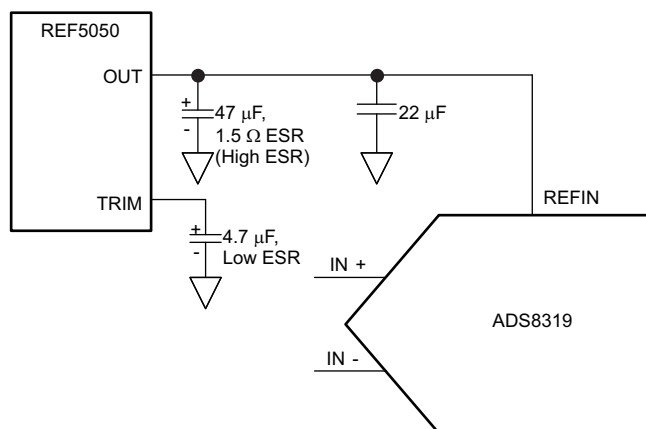 REF5050
OUT
+
-
47 μF,
1.5 Ω ESR
(High ESR)
22 μF
TRIM
+
-
4.7 μF,
Low ESR
REFIN
IN +
ADS8319
IN -